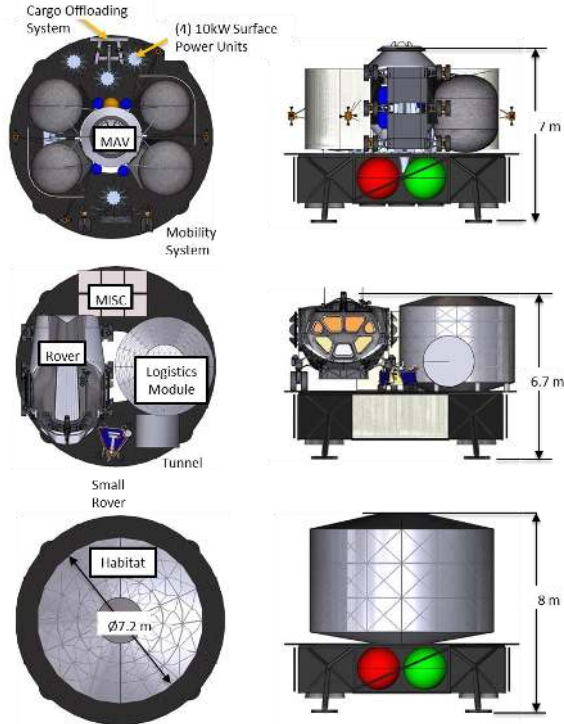 Cargo Offloading
System
(4) 10kW Surface
Power Units
MAV
7 m
Mobility
System
MISC
Rover
Logistics
Module
6.7 m
Tunnel
Small
Rover
Habitat
Ø7.2 m
8 m